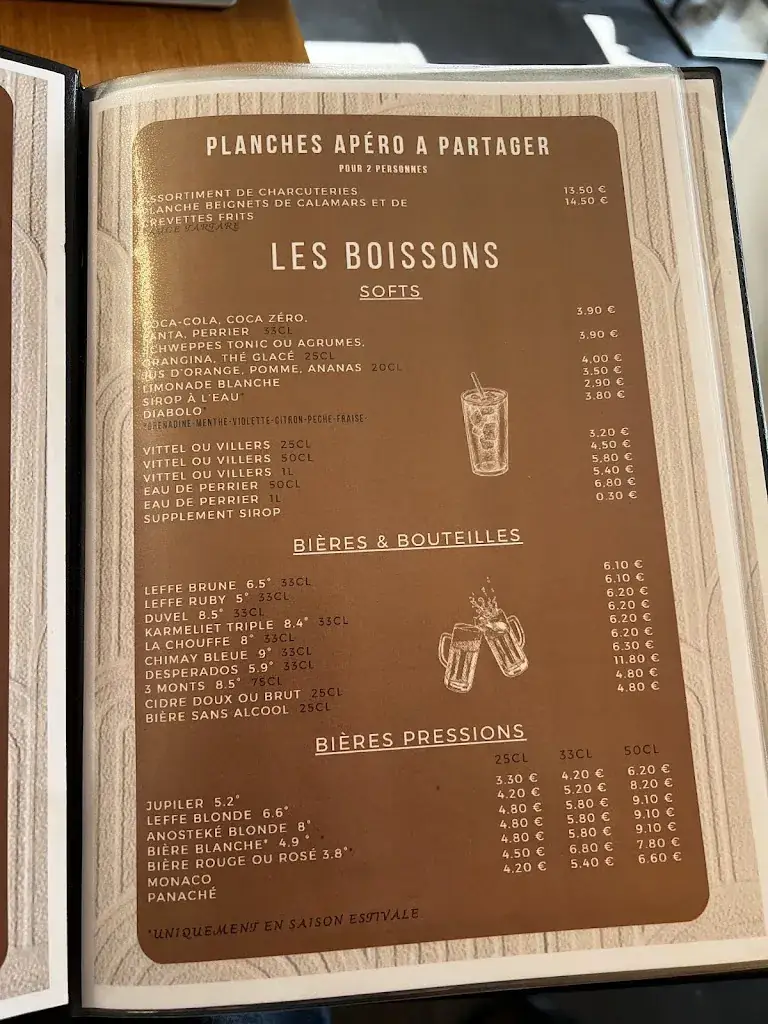 PLANCHES APÉRO A PARTAGER
POUR 2 PERSONNES
SSORTIMENT DE CHARCUTERIES 13.50 €
LANCHE BEIGNETS DE CALAMARS ET DE 14.50 €
REVETTES FRITS
TARTARE
LES BOISSONS
SOFTS
OCA-COLA, COCA ZÉRO, 3.90 €
ANTA, PERRIER 33CL
CHWEPPES TONIC OU AGRUMES, 3.90 €
ORANGINA, THÉ GLACÉ 25CL
JUS D'ORANGE, POMME, ANANAS 20CL 4,00 €
LIMONADE BLANCHE 3.50 €
SIROP À L'EAU* 2,90 €
DIABOLO* 3.80 €
*GRENADINE-MENTHE-VIOLETTE-CITRON-PECHE-FRAISE-
VITTEL OU VILLERS 25CL 3,20 €
VITTEL OU VILLERS 50CL 4.50 €
VITTEL OU VILLERS 1L 5.80 €
EAU DE PERRIER 50CL 5.40 €
EAU DE PERRIER 1L 6.80 €
SUPPLEMENT SIROP 0.30 €
BIÈRES & BOUTEILLES
LEFFE BRUNE 6.5° 33CL 6.10 €
LEFFE RUBY 5° 33CL 6.10 €
DUVEL 8.5° 33CL 6.20 €
KARMELIET TRIPLE 8.4° 33CL 6.20 €
LA CHOUFFE 8° 33CL 6.20 €
CHIMAY BLEUE 9° 33CL 6.20 €
DESPERADOS 5.9° 33CL 6.30 €
3 MONTS 8.5° 75CL 11.80 €
CIDRE DOUX OU BRUT 25CL 4.80 €
BIÈRE SANS ALCOOL 25CL 4.80 €
BIÈRES PRESSIONS
25CL 33CL 50CL
JUPILER 5.2° 3.30 € 4.20 € 6.20 €
LEFFE BLONDE 6.6° 4.20 € 5.20 € 8.20 €
ANOSTEKÉ BLONDE 8° 4.80 € 5.80 € 9.10 €
BIÈRE BLANCHE* 4.9° 4.80 € 5.80 € 9.10 €
BIÈRE ROUGE OU ROSÉ 3.8° 4.80 € 5.80 € 9.10 €
MONACO 4.50 € 6.80 € 7.80 €
PANACHÉ 4.20 € 5.40 € 6.60 €
*UNIQUEMENT EN SAISON ESTIVALE